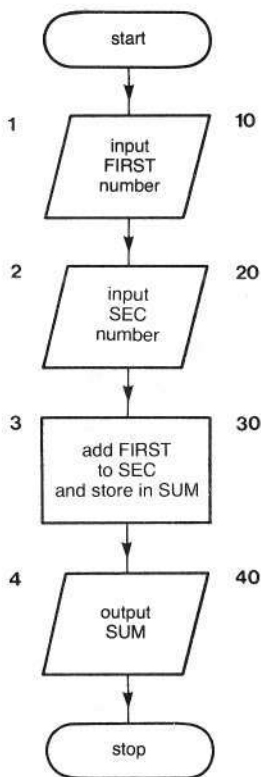 start
1
10
input
FIRST
number
2
20
input
SEC
number
3
30
add FIRST
to SEC
and store in SUM
4
40
output
SUM
stop